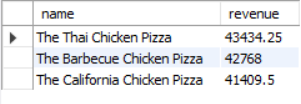 name revenue
The Thai Chicken Pizza 43434.25
The Barbecue Chicken Pizza 42768
The California Chicken Pizza 41409.5